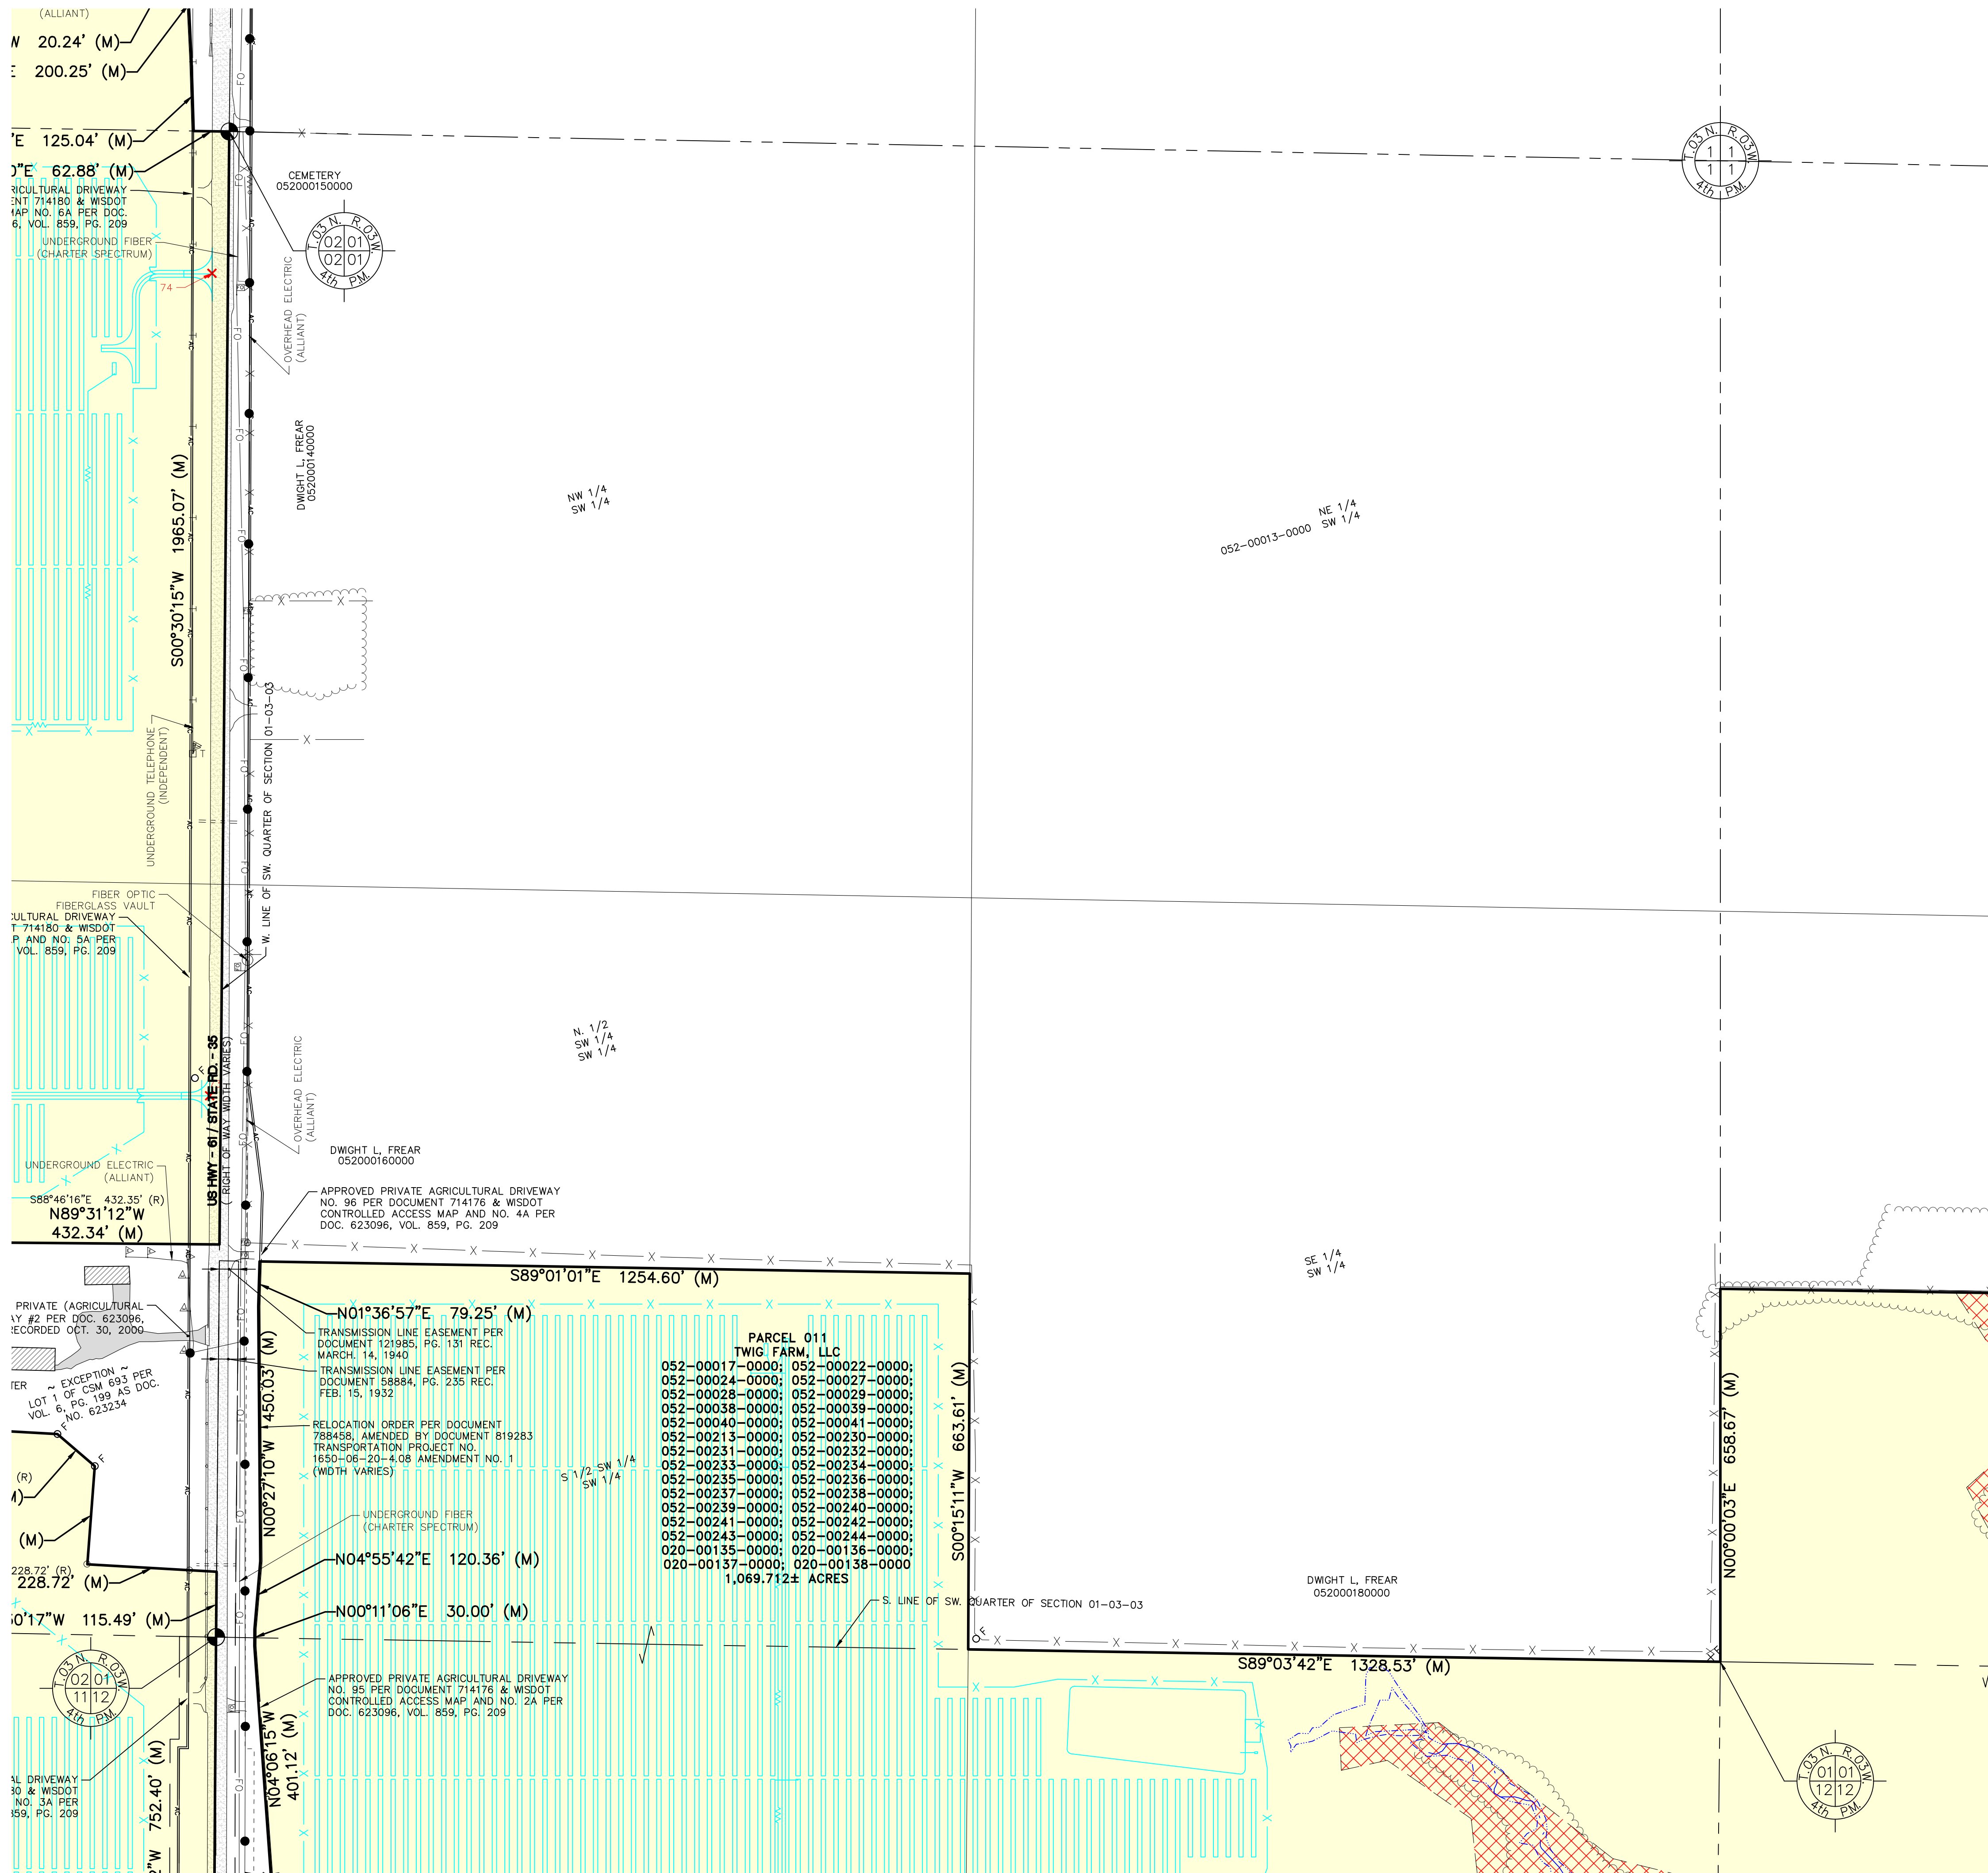 (ALLIANT)
W 20.24' (M)
E 200.25' (M)
'E 125.04' (M)
0"E 62.88' (M)
RICULTURAL DRIVEWAY
ENT 714180 & WISDOT
MAP NO. 6A PER DOC.
6, VOL. 859, PG. 209
UNDERGROUND FIBER
(CHARTER SPECTRUM)
74
CEMETERY
052000150000
T.03 N. R.03W.
02 01
02 01
4th P.M.
T.03 N. R.03W.
1 1
1 1
4th P.M.
OVERHEAD ELECTRIC
(ALLIANT)
DWIGHT L, FREAR
052000140000
S00°30'15"W 1965.07' (M)
NW 1/4
SW 1/4
NE 1/4
052-00013-0000 SW 1/4
W. LINE OF SW. QUARTER OF SECTION 01-03-03
UNDERGROUND TELEPHONE
(INDEPENDENT)
FIBER OPTIC
FIBERGLASS VAULT
CULTURAL DRIVEWAY
T 714180 & WISDOT
P AND NO. 5A PER
VOL. 859, PG. 209
US HWY - 61 / STATE RD. - 35
( RIGHT OF WAY WIDTH VARIES)
OVERHEAD ELECTRIC
(ALLIANT)
N. 1/2
SW 1/4
SW 1/4
DWIGHT L, FREAR
052000160000
UNDERGROUND ELECTRIC
(ALLIANT)
S88°46'16"E 432.35' (R)
N89°31'12"W
432.34' (M)
APPROVED PRIVATE AGRICULTURAL DRIVEWAY
NO. 96 PER DOCUMENT 714176 & WISDOT
CONTROLLED ACCESS MAP AND NO. 4A PER
DOC. 623096, VOL. 859, PG. 209
SE 1/4
SW 1/4
S89°01'01"E 1254.60' (M)
PRIVATE (AGRICULTURAL
AY #2 PER DOC. 623096,
RECORDED OCT. 30, 2000
TER
~ EXCEPTION ~
LOT 1 OF CSM 693 PER
VOL. 6, PG. 199 AS DOC.
NO. 623234
N01°36'57"E 79.25' (M)
TRANSMISSION LINE EASEMENT PER
DOCUMENT 121985, PG. 131 REC.
MARCH. 14, 1940
TRANSMISSION LINE EASEMENT PER
DOCUMENT 58884, PG. 235 REC.
FEB. 15, 1932
N00°27'10"W 450.03' (M)
RELOCATION ORDER PER DOCUMENT
788458, AMENDED BY DOCUMENT 819283
TRANSPORTATION PROJECT NO.
1650-06-20-4.08 AMENDMENT NO. 1
(WIDTH VARIES)
S 1/2 SW 1/4
SW 1/4
PARCEL 011
TWIG FARM, LLC
052-00017-0000; 052-00022-0000;
052-00024-0000; 052-00027-0000;
052-00028-0000; 052-00029-0000;
052-00038-0000; 052-00039-0000;
052-00040-0000; 052-00041-0000;
052-00213-0000; 052-00230-0000;
052-00231-0000; 052-00232-0000;
052-00233-0000; 052-00234-0000;
052-00235-0000; 052-00236-0000;
052-00237-0000; 052-00238-0000;
052-00239-0000; 052-00240-0000;
052-00241-0000; 052-00242-0000;
052-00243-0000; 052-00244-0000;
020-00135-0000; 020-00136-0000;
020-00137-0000; 020-00138-0000
1,069.712± ACRES
S00°15'11"W 663.61' (M)
N00°00'03"E 658.67' (M)
(R)
(M)
UNDERGROUND FIBER
(CHARTER SPECTRUM)
N04°55'42"E 120.36' (M)
228.72' (R)
228.72' (M)
N00°11'06"E 30.00' (M)
50'17"W 115.49' (M)
S. LINE OF SW. QUARTER OF SECTION 01-03-03
DWIGHT L, FREAR
052000180000
S89°03'42"E 1328.53' (M)
T.03 N. R.03W.
02 01
11 12
4th P.M.
APPROVED PRIVATE AGRICULTURAL DRIVEWAY
NO. 95 PER DOCUMENT 714176 & WISDOT
CONTROLLED ACCESS MAP AND NO. 2A PER
DOC. 623096, VOL. 859, PG. 209
N04°06'15"W
401.12' (M)
AL DRIVEWAY
80 & WISDOT
NO. 3A PER
859, PG. 209
2"W 752.40' (M)
T.03 N. R.03W.
01 01
12 12
4th P.M.